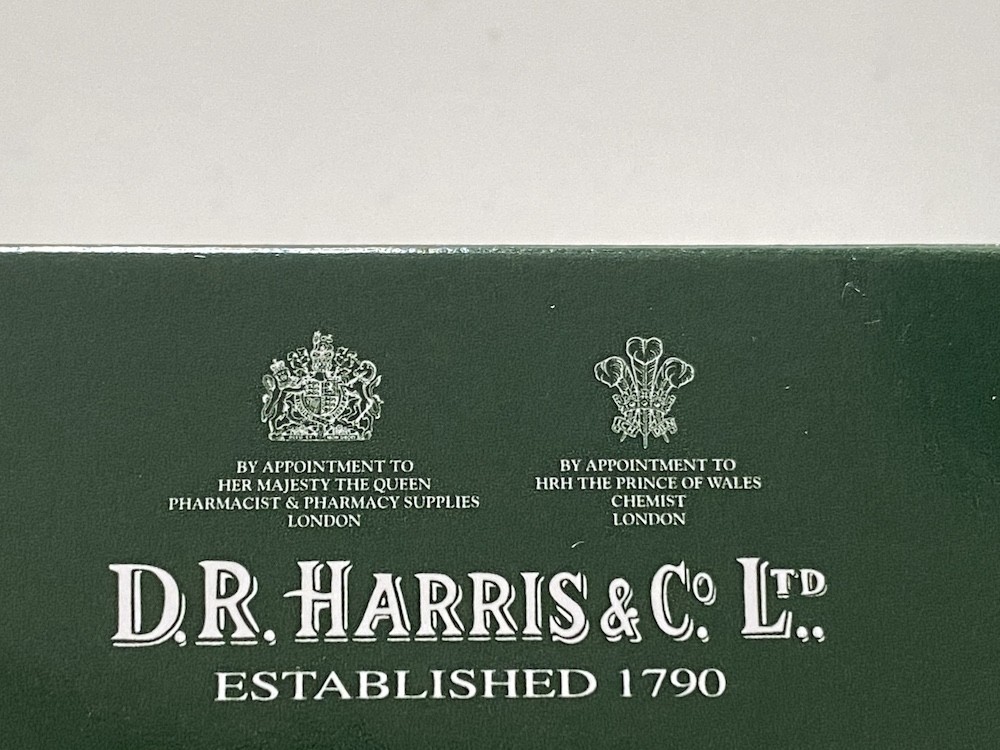 BY APPOINTMENT TO
HER MAJESTY THE QUEEN
PHARMACIST & PHARMACY SUPPLIES
LONDON
BY APPOINTMENT TO
HRH THE PRINCE OF WALES
CHEMIST
LONDON
D.R. HARRIS & Co. LTD..
ESTABLISHED 1790